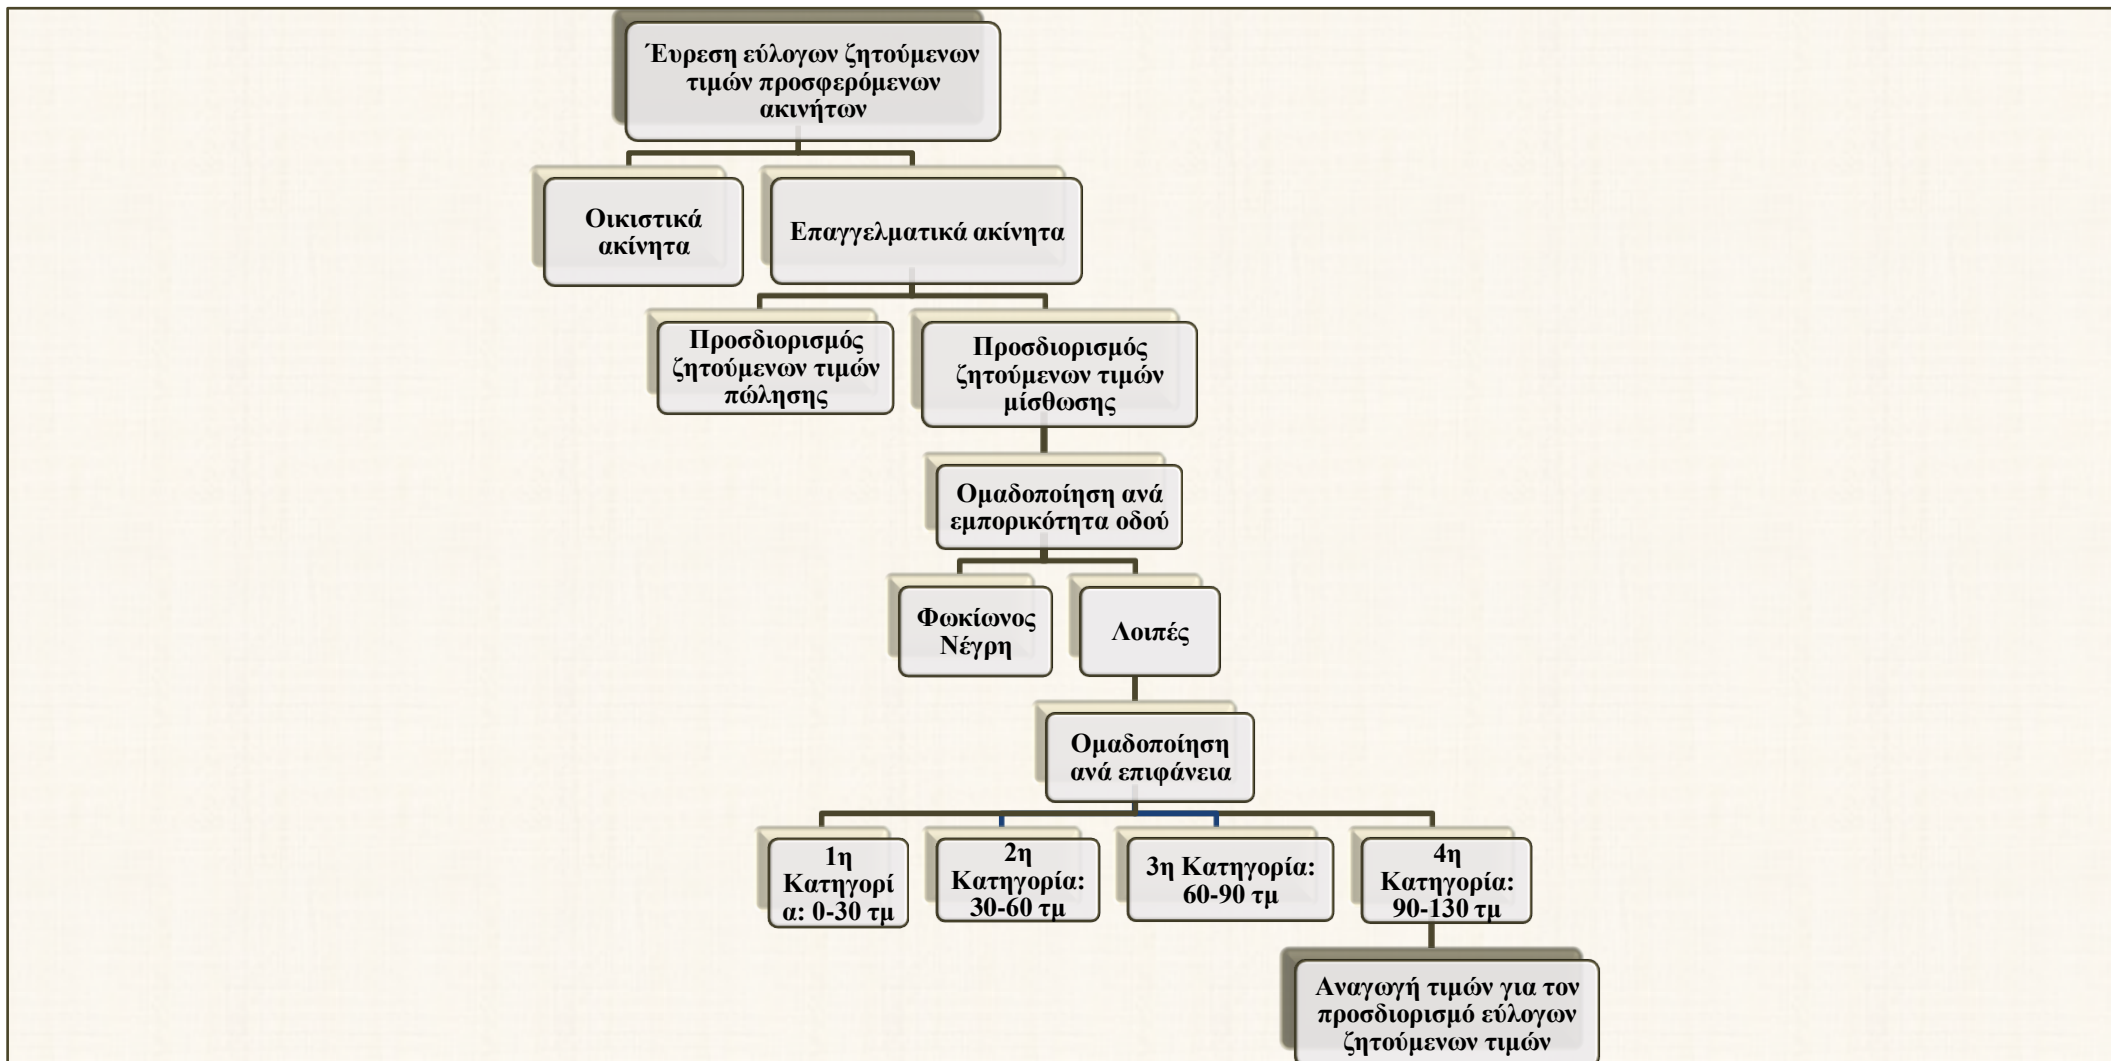 Έυρεση εύλογων ζητούμενων
τιμών προσφερόμενων
ακινήτων
Οικιστικά
ακίνητα
Επαγγελματικά ακίνητα
Προσδιορισμός
ζητούμενων τιμών
πώλησης
Προσδιορισμός
ζητούμενων τιμών
μίσθωσης
Ομαδοποίηση ανά
εμπορικότητα οδού
Φωκίωνος
Νέγρη
Λοιπές
Ομαδοποίηση
ανά επιφάνεια
1η
Κατηγορί
α: 0-30 τμ
2η
Κατηγορία:
30-60 τμ
3η Κατηγορία:
60-90 τμ
4η
Κατηγορία:
90-130 τμ
Αναγωγή τιμών για τον
προσδιορισμό εύλογων
ζητούμενων τιμών